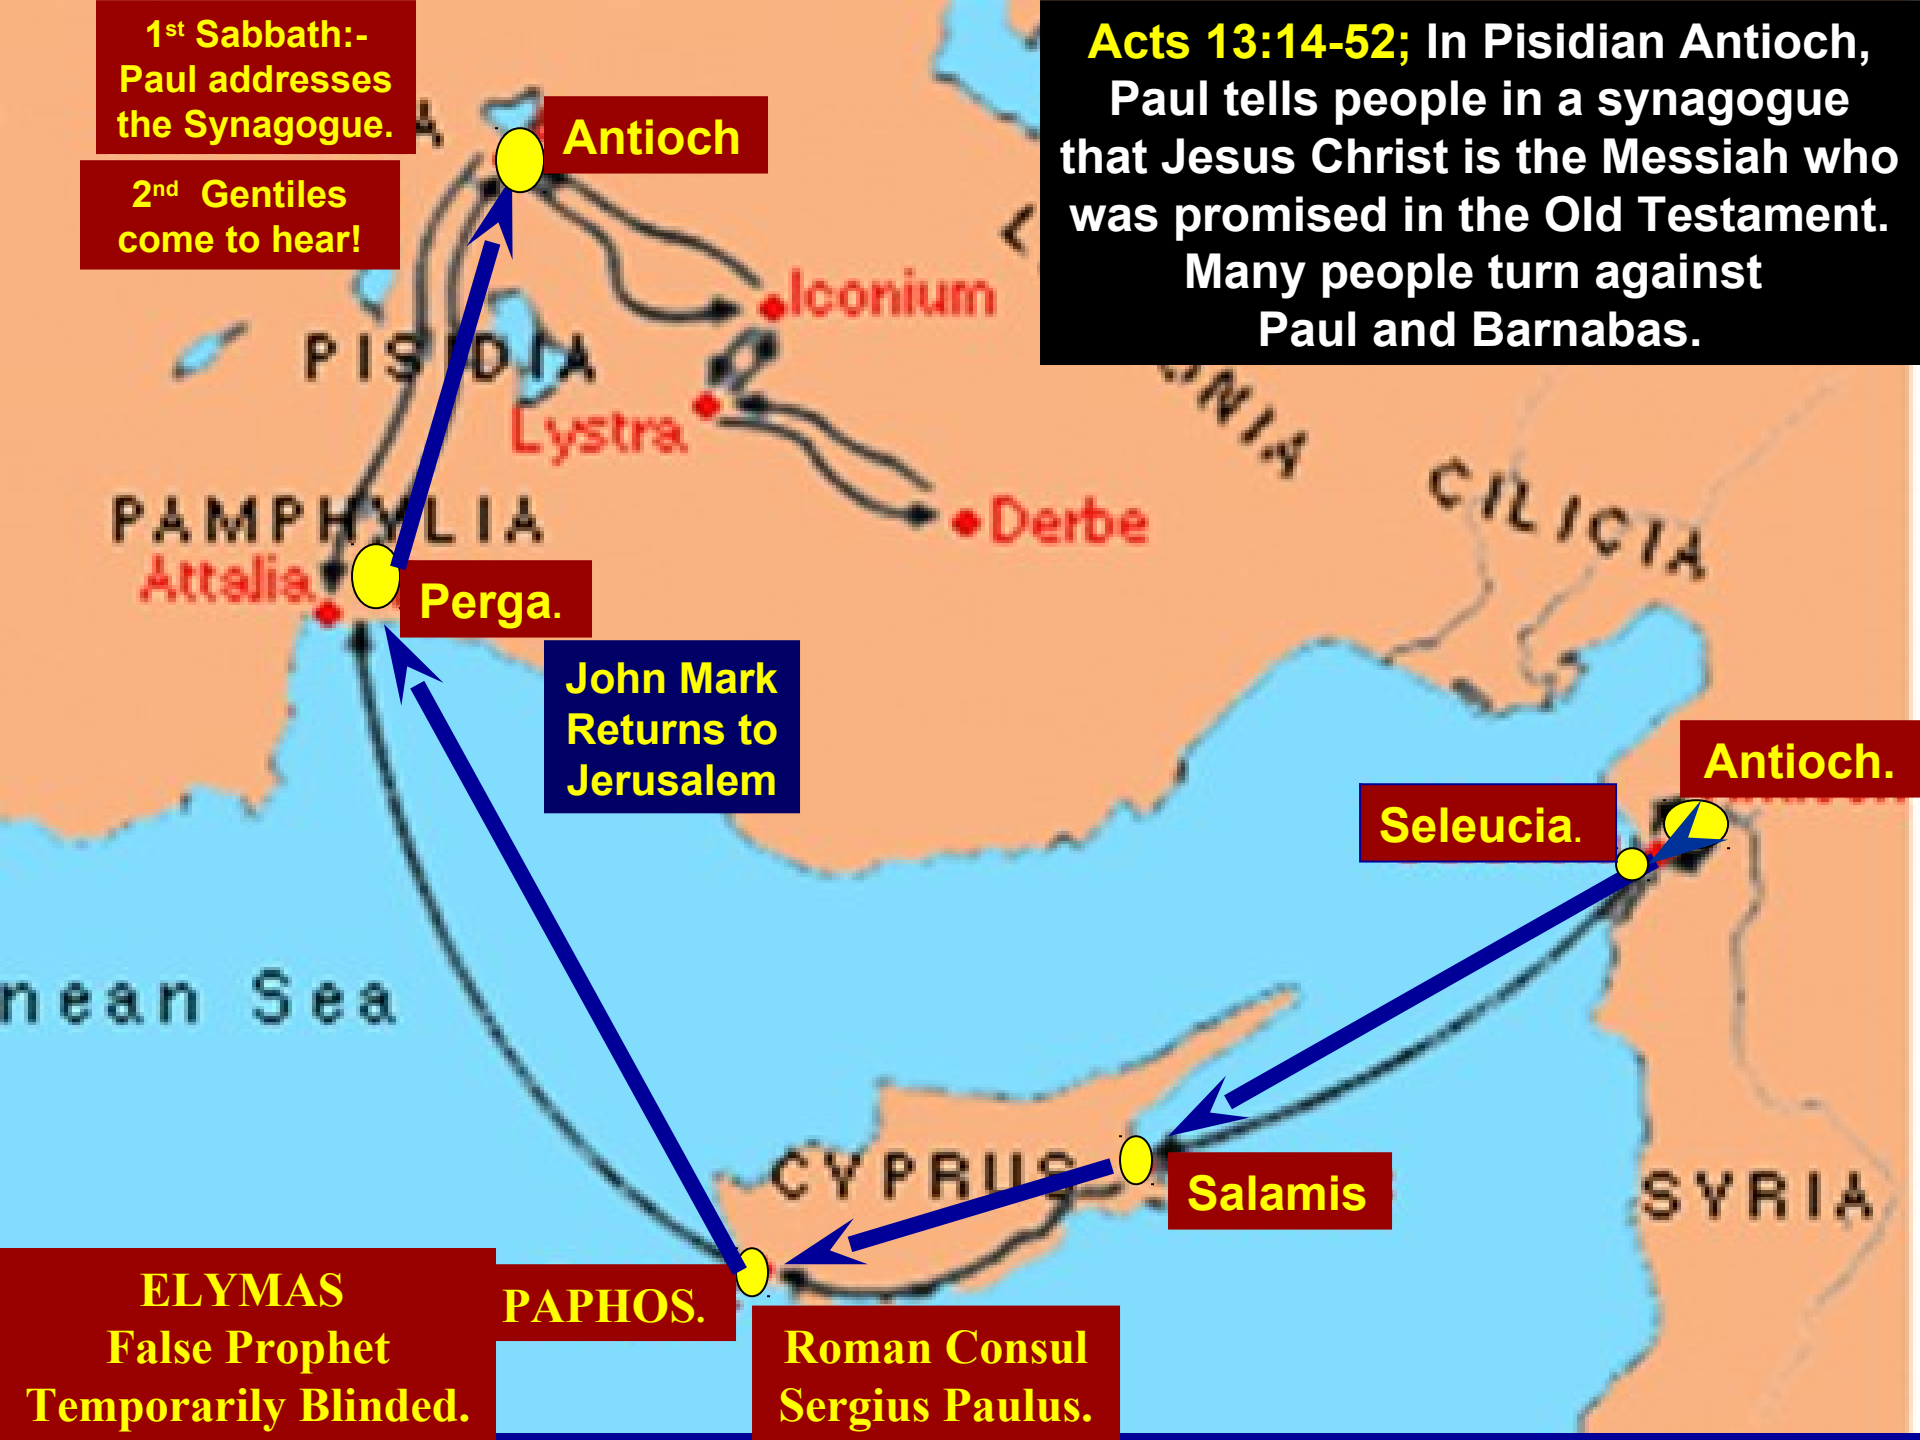 1st Sabbath:-
Paul addresses
the Synagogue.
2nd Gentiles
come to hear!
Antioch
Acts 13:14-52; In Pisidian Antioch,
Paul tells people in a synagogue
that Jesus Christ is the Messiah who
was promised in the Old Testament.
Many people turn against
Paul and Barnabas.
Iconium
PISIDIA
Lystra
Derbe
CILICIA
PAMPHYLIA
Attalia
Perga.
John Mark
Returns to
Jerusalem
Antioch.
Seleucia.
Sea
CYPRUS
Salamis
SYRIA
ELYMAS
False Prophet
Temporarily Blinded.
PAPHOS.
Roman Consul
Sergius Paulus.